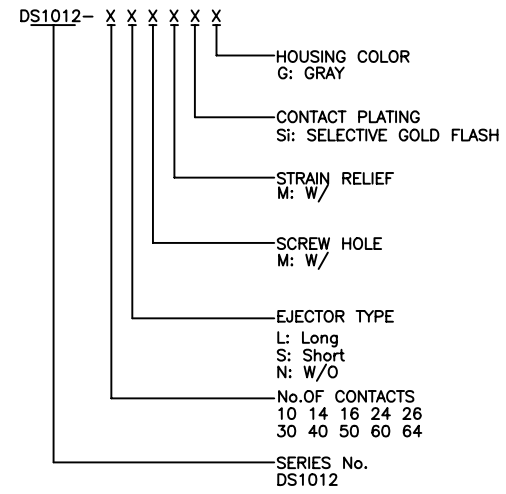 DS1012- X X X X X X
HOUSING COLOR
G: GRAY
CONTACT PLATING
Si: SELECTIVE GOLD FLASH
STRAIN RELIEF
M: W/
SCREW HOLE
M: W/
EJECTOR TYPE
L: Long
S: Short
N: W/O
No.OF CONTACTS
10 14 16 24 26
30 40 50 60 64
SERIES No.
DS1012